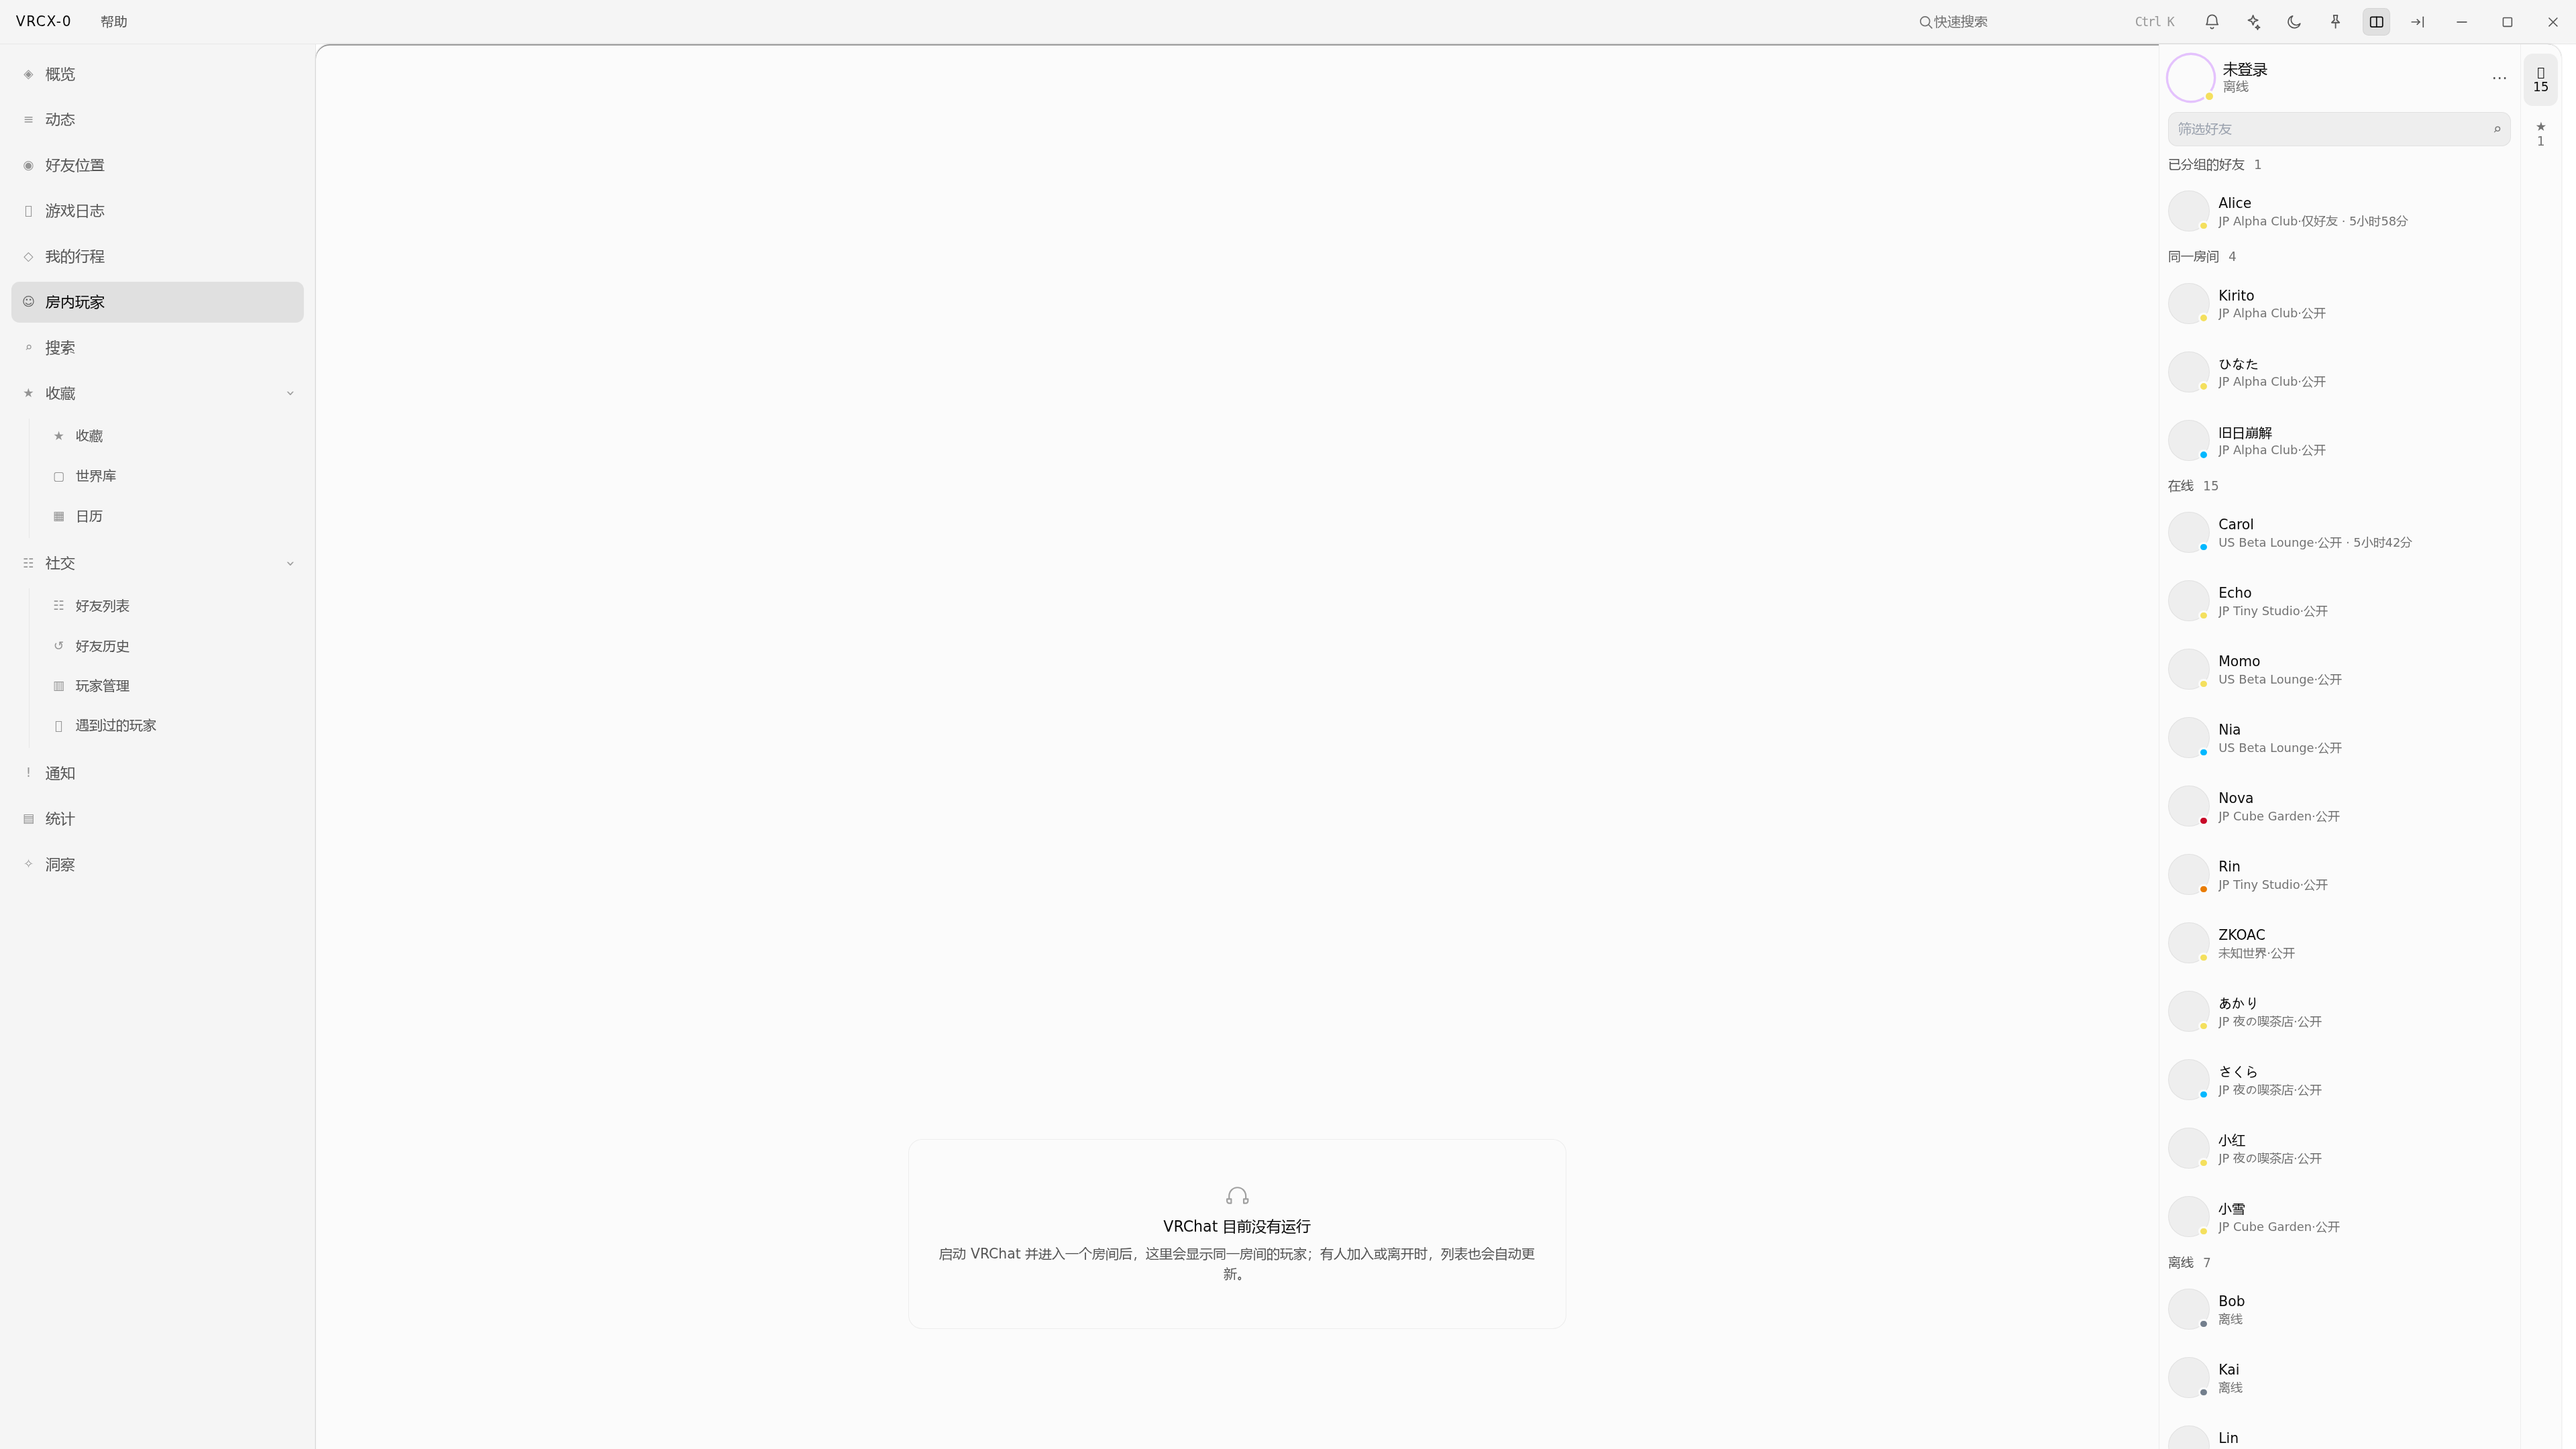 VRCX-0
帮助
快速搜索
Ctrl K
概览
动态
好友位置
游戏日志
我的行程
房内玩家
搜索
收藏
收藏
世界库
日历
社交
好友列表
好友历史
玩家管理
遇到过的玩家
通知
统计
洞察
VRChat 目前没有运行
启动 VRChat 并进入一个房间后，这里会显示同一房间的玩家；有人加入或离开时，列表也会自动更
新。
未登录
离线
筛选好友
已分组的好友 1
Alice
JP Alpha Club·仅好友 · 5小时58分
同一房间 4
Kirito
JP Alpha Club·公开
ひなた
JP Alpha Club·公开
旧日崩解
JP Alpha Club·公开
在线 15
Carol
US Beta Lounge·公开 · 5小时42分
Echo
JP Tiny Studio·公开
Momo
US Beta Lounge·公开
Nia
US Beta Lounge·公开
Nova
JP Cube Garden·公开
Rin
JP Tiny Studio·公开
ZKOAC
未知世界·公开
あかり
JP 夜の喫茶店·公开
さくら
JP 夜の喫茶店·公开
小红
JP 夜の喫茶店·公开
小雪
JP Cube Garden·公开
离线 7
Bob
离线
Kai
离线
Lin
15
1